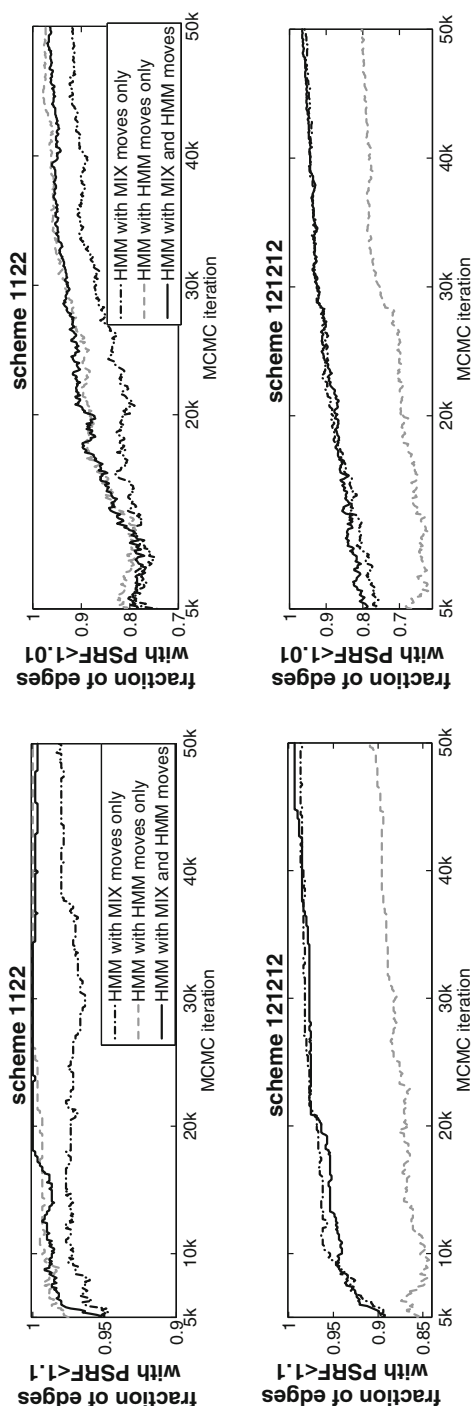 scheme 1122
fraction of edges
with PSRF<1.1
1
0.95
0.9
5k
10k
20k
30k
40k
50k
MCMC iteration
HMM with MIX moves only
HMM with HMM moves only
HMM with MIX and HMM moves
scheme 1122
fraction of edges
with PSRF<1.01
1
0.9
0.8
0.7
5k
20k
30k
40k
50k
MCMC iteration
HMM with MIX moves only
HMM with HMM moves only
HMM with MIX and HMM moves
scheme 121212
fraction of edges
with PSRF<1.1
1
0.95
0.9
0.85
5k
10k
20k
30k
40k
50k
MCMC iteration
scheme 121212
fraction of edges
with PSRF<1.01
1
0.9
0.8
0.7
5k
20k
30k
40k
50k
MCMC iteration